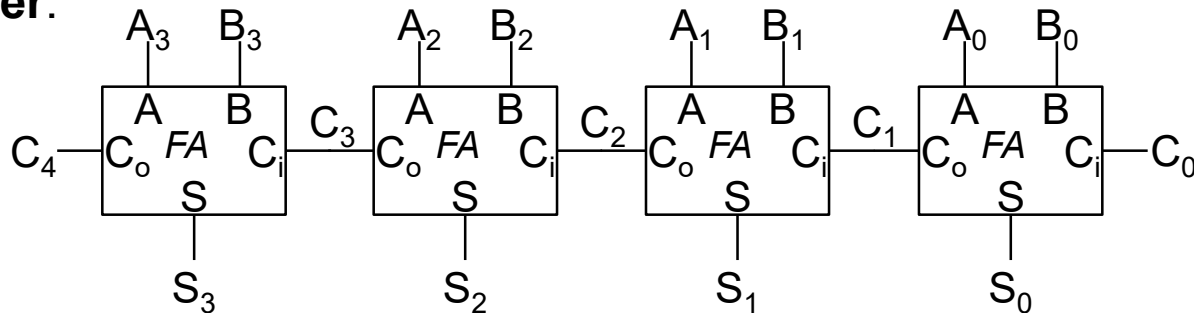 er:
A₃ B₃ A₂ B₂ A₁ B₁ A₀ B₀
A B A B A B A B
C₄ Cₒ FA Cᵢ C₃ Cₒ FA Cᵢ C₂ Cₒ FA Cᵢ C₁ Cₒ FA Cᵢ C₀
S S S S
S₃ S₂ S₁ S₀